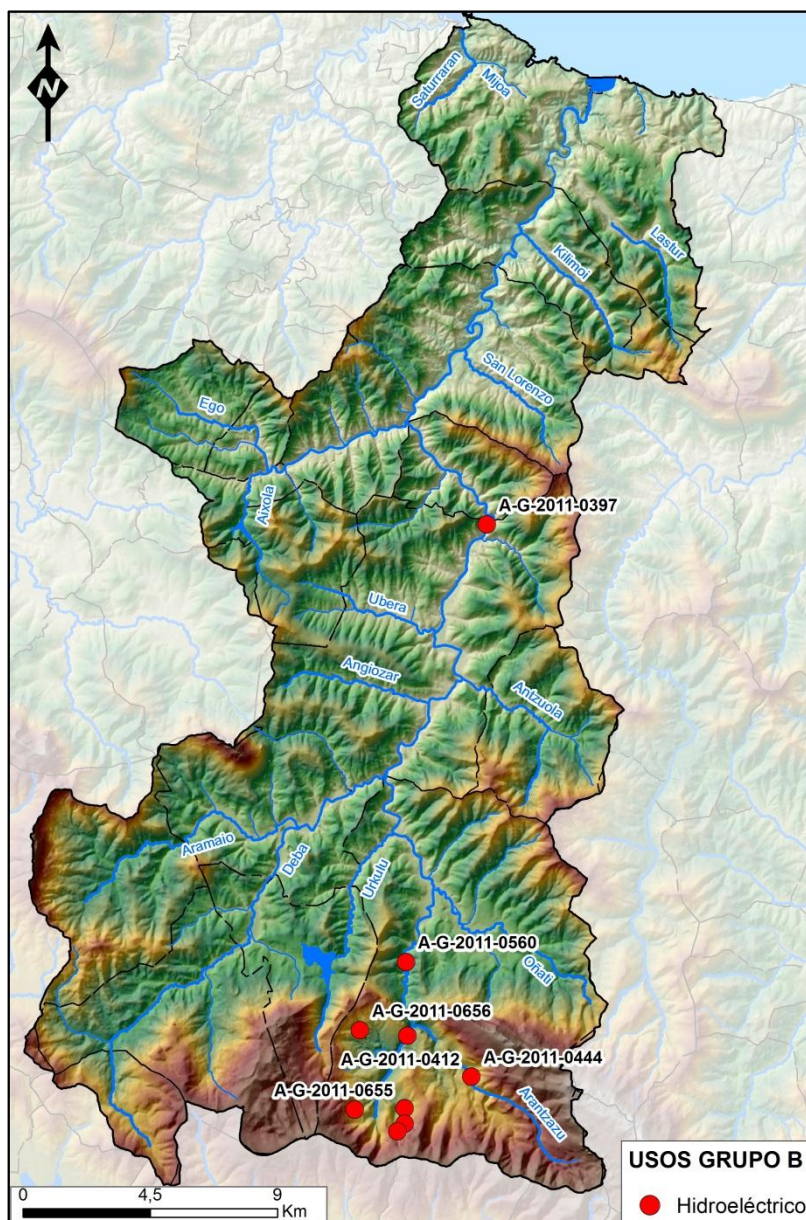 N
Saturraran
Mijoa
Lastur
Kilimoi
San Lorenzo
Ego
Aixola
A-G-2011-0397
Ubera
Angiozar
Antzuola
Aramaio
Deba
Urkulu
A-G-2011-0560
Oñati
A-G-2011-0656
A-G-2011-0412
A-G-2011-0444
A-G-2011-0655
Arantzazu
USOS GRUPO B
Hidroeléctrico
0 4,5 9
Km